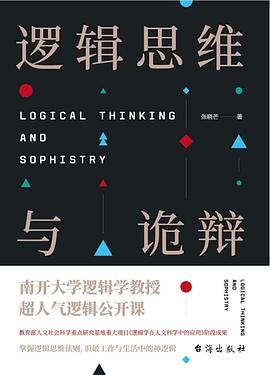 逻辑思维
LOGICAL THINKING
AND
SOPHISTRY
张晓芒 一 著
与 诡辩
南开大学逻辑学教授
超人气逻辑公开课
教育部人文社会科学重点研究基地重大项目《逻辑学在人文科学中的应用》阶段成果
掌握逻辑思维法则,识破工作与生活中的神逻辑
LOGICAL THINKING
AND
SOPHISTRY
台海出版社